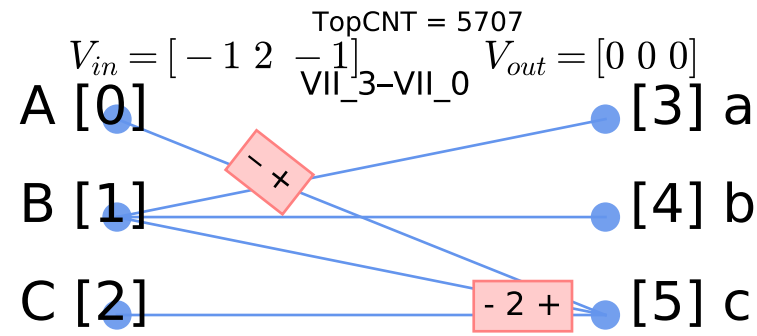 TopCNT = 5707
V_in = [ − 1 2 − 1] V_out = [0 0 0]
VII_3–VII_0
A [0] [3] a
- +
B [1] [4] b
C [2] - 2 + [5] c